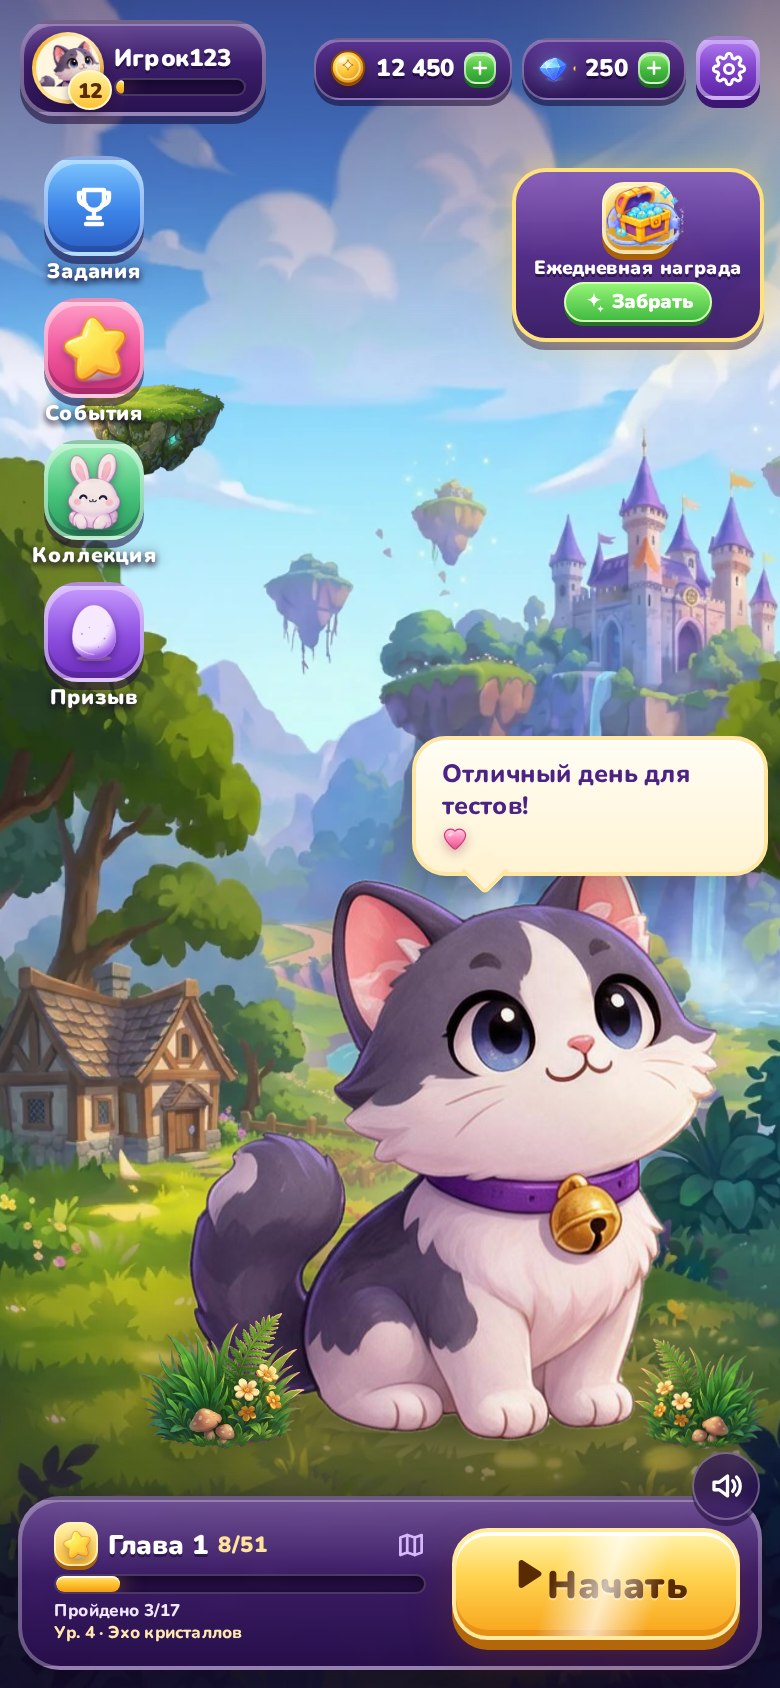 Игрок123
12
12 450
250
Задания
События
Коллекция
Призыв
Ежедневная награда
Забрать
Отличный день для
тестов!
Глава 1 8/51
Пройдено 3/17
Ур. 4 · Эхо кристаллов
Начать